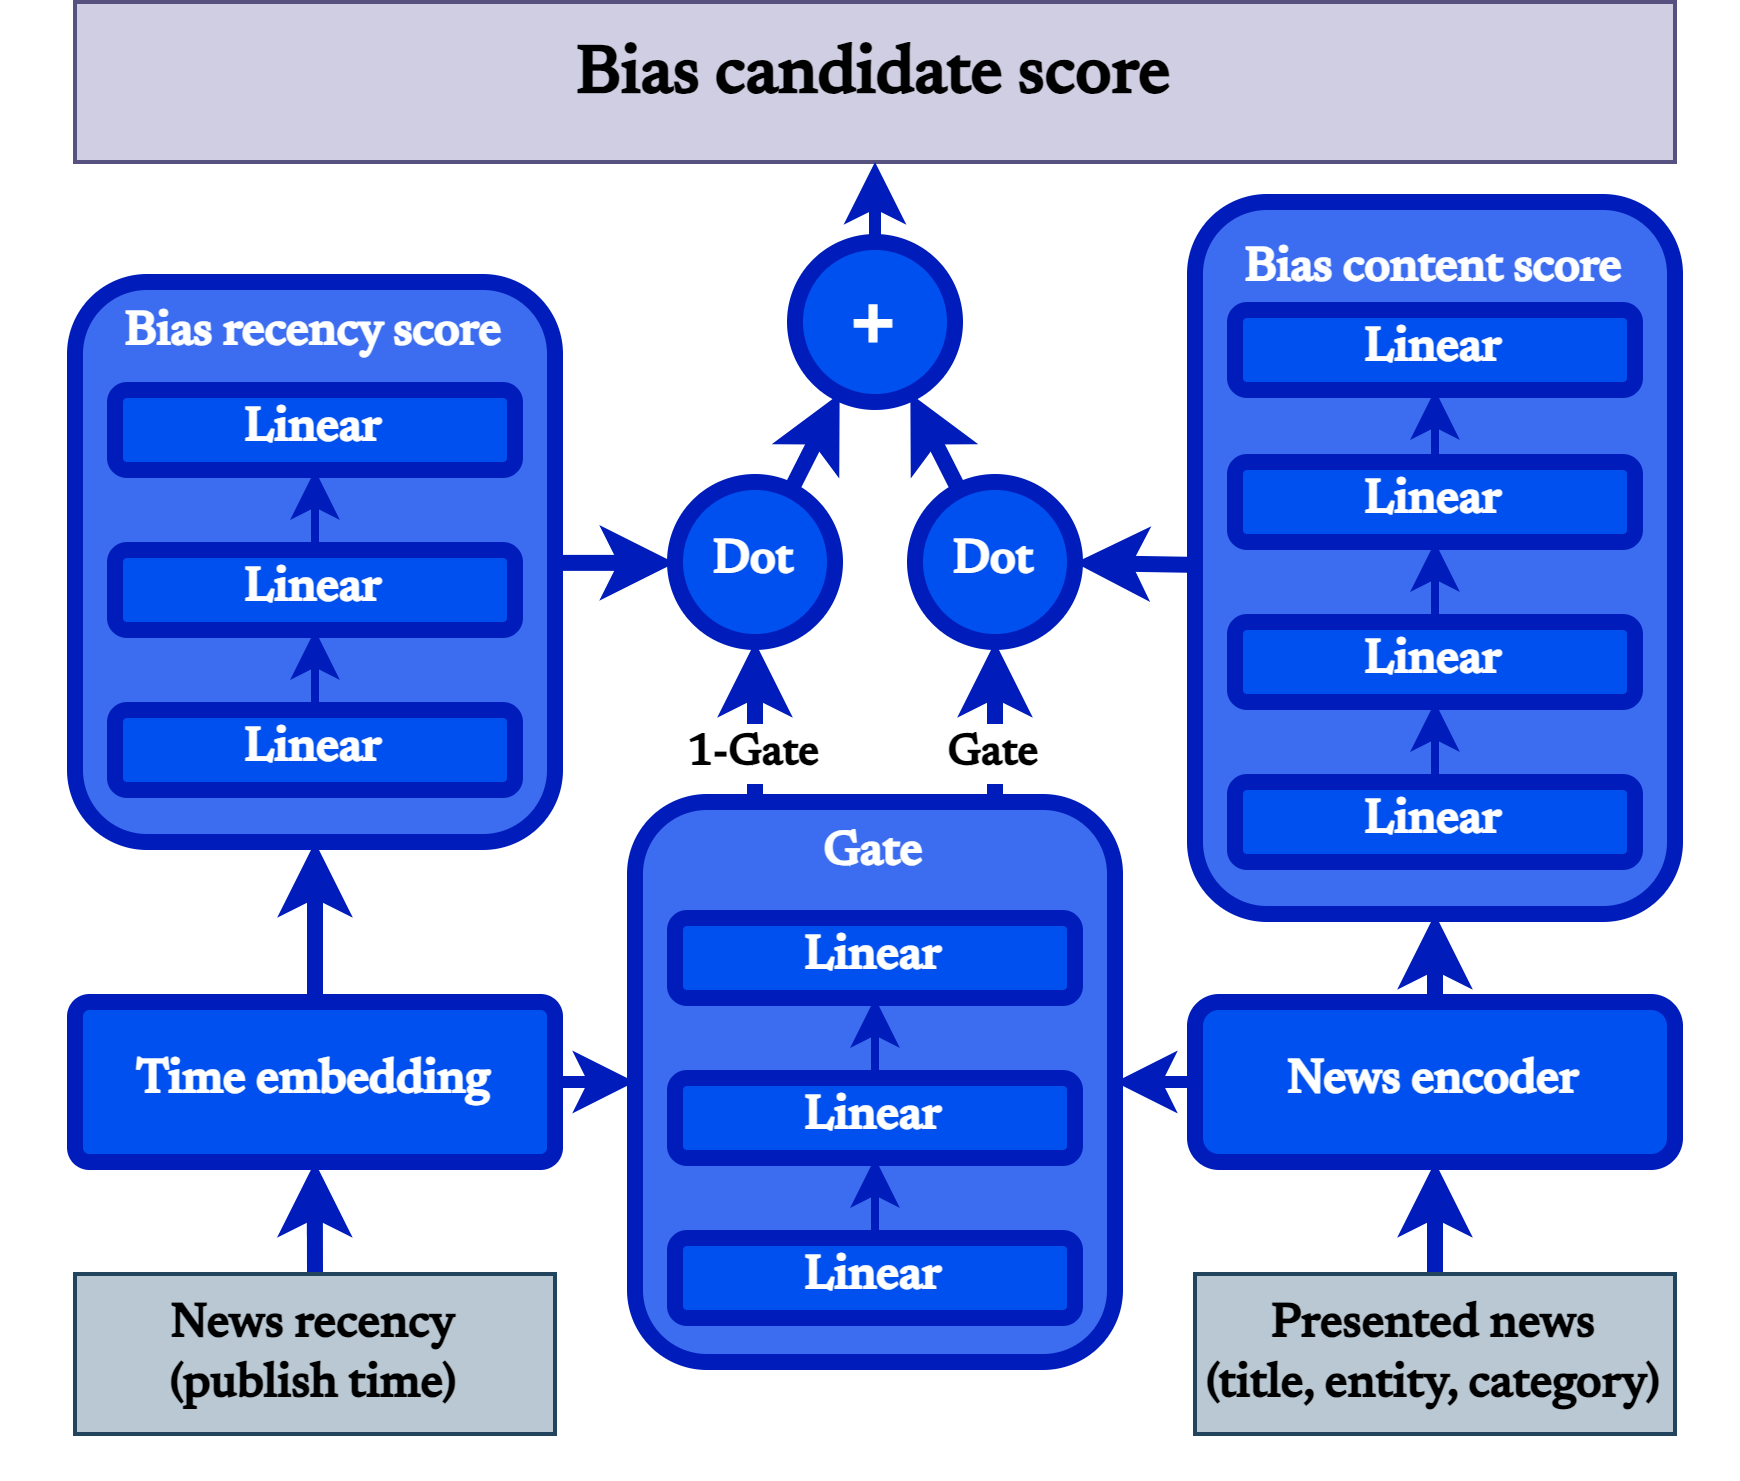 Bias candidate score
+
Bias recency score
Linear
Linear
Linear
Dot
Dot
1-Gate
Gate
Bias content score
Linear
Linear
Linear
Linear
Gate
Linear
Linear
Linear
Time embedding
News encoder
News recency
(publish time)
Presented news
(title, entity, category)